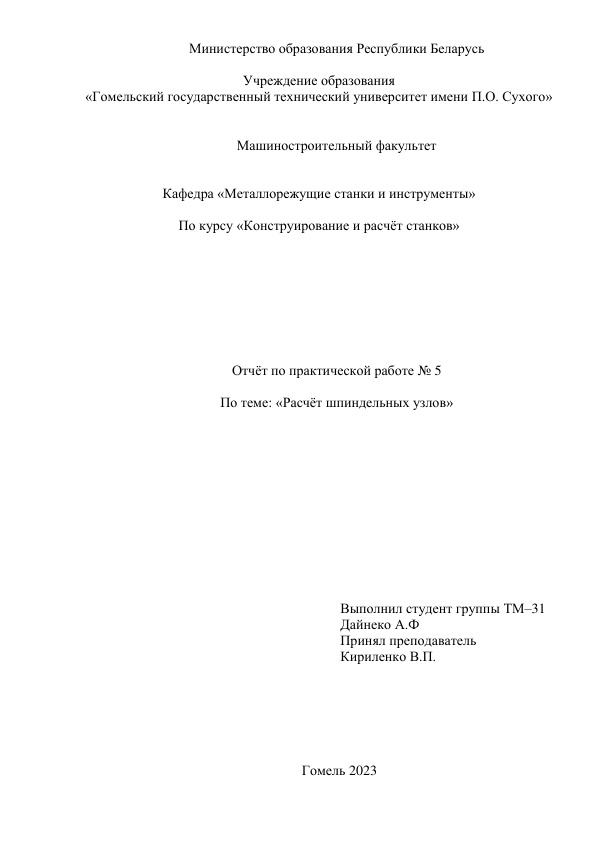 Министерство образования Республики Беларусь
Учреждение образования
«Гомельский государственный технический университет имени П.О. Сухого»
Машиностроительный факультет
Кафедра «Металлорежущие станки и инструменты»
По курсу «Конструирование и расчёт станков»
Отчёт по практической работе № 5
По теме: «Расчёт шпиндельных узлов»
Выполнил студент группы ТМ–31
Дайнеко А.Ф
Принял преподаватель
Кириленко В.П.
Гомель 2023